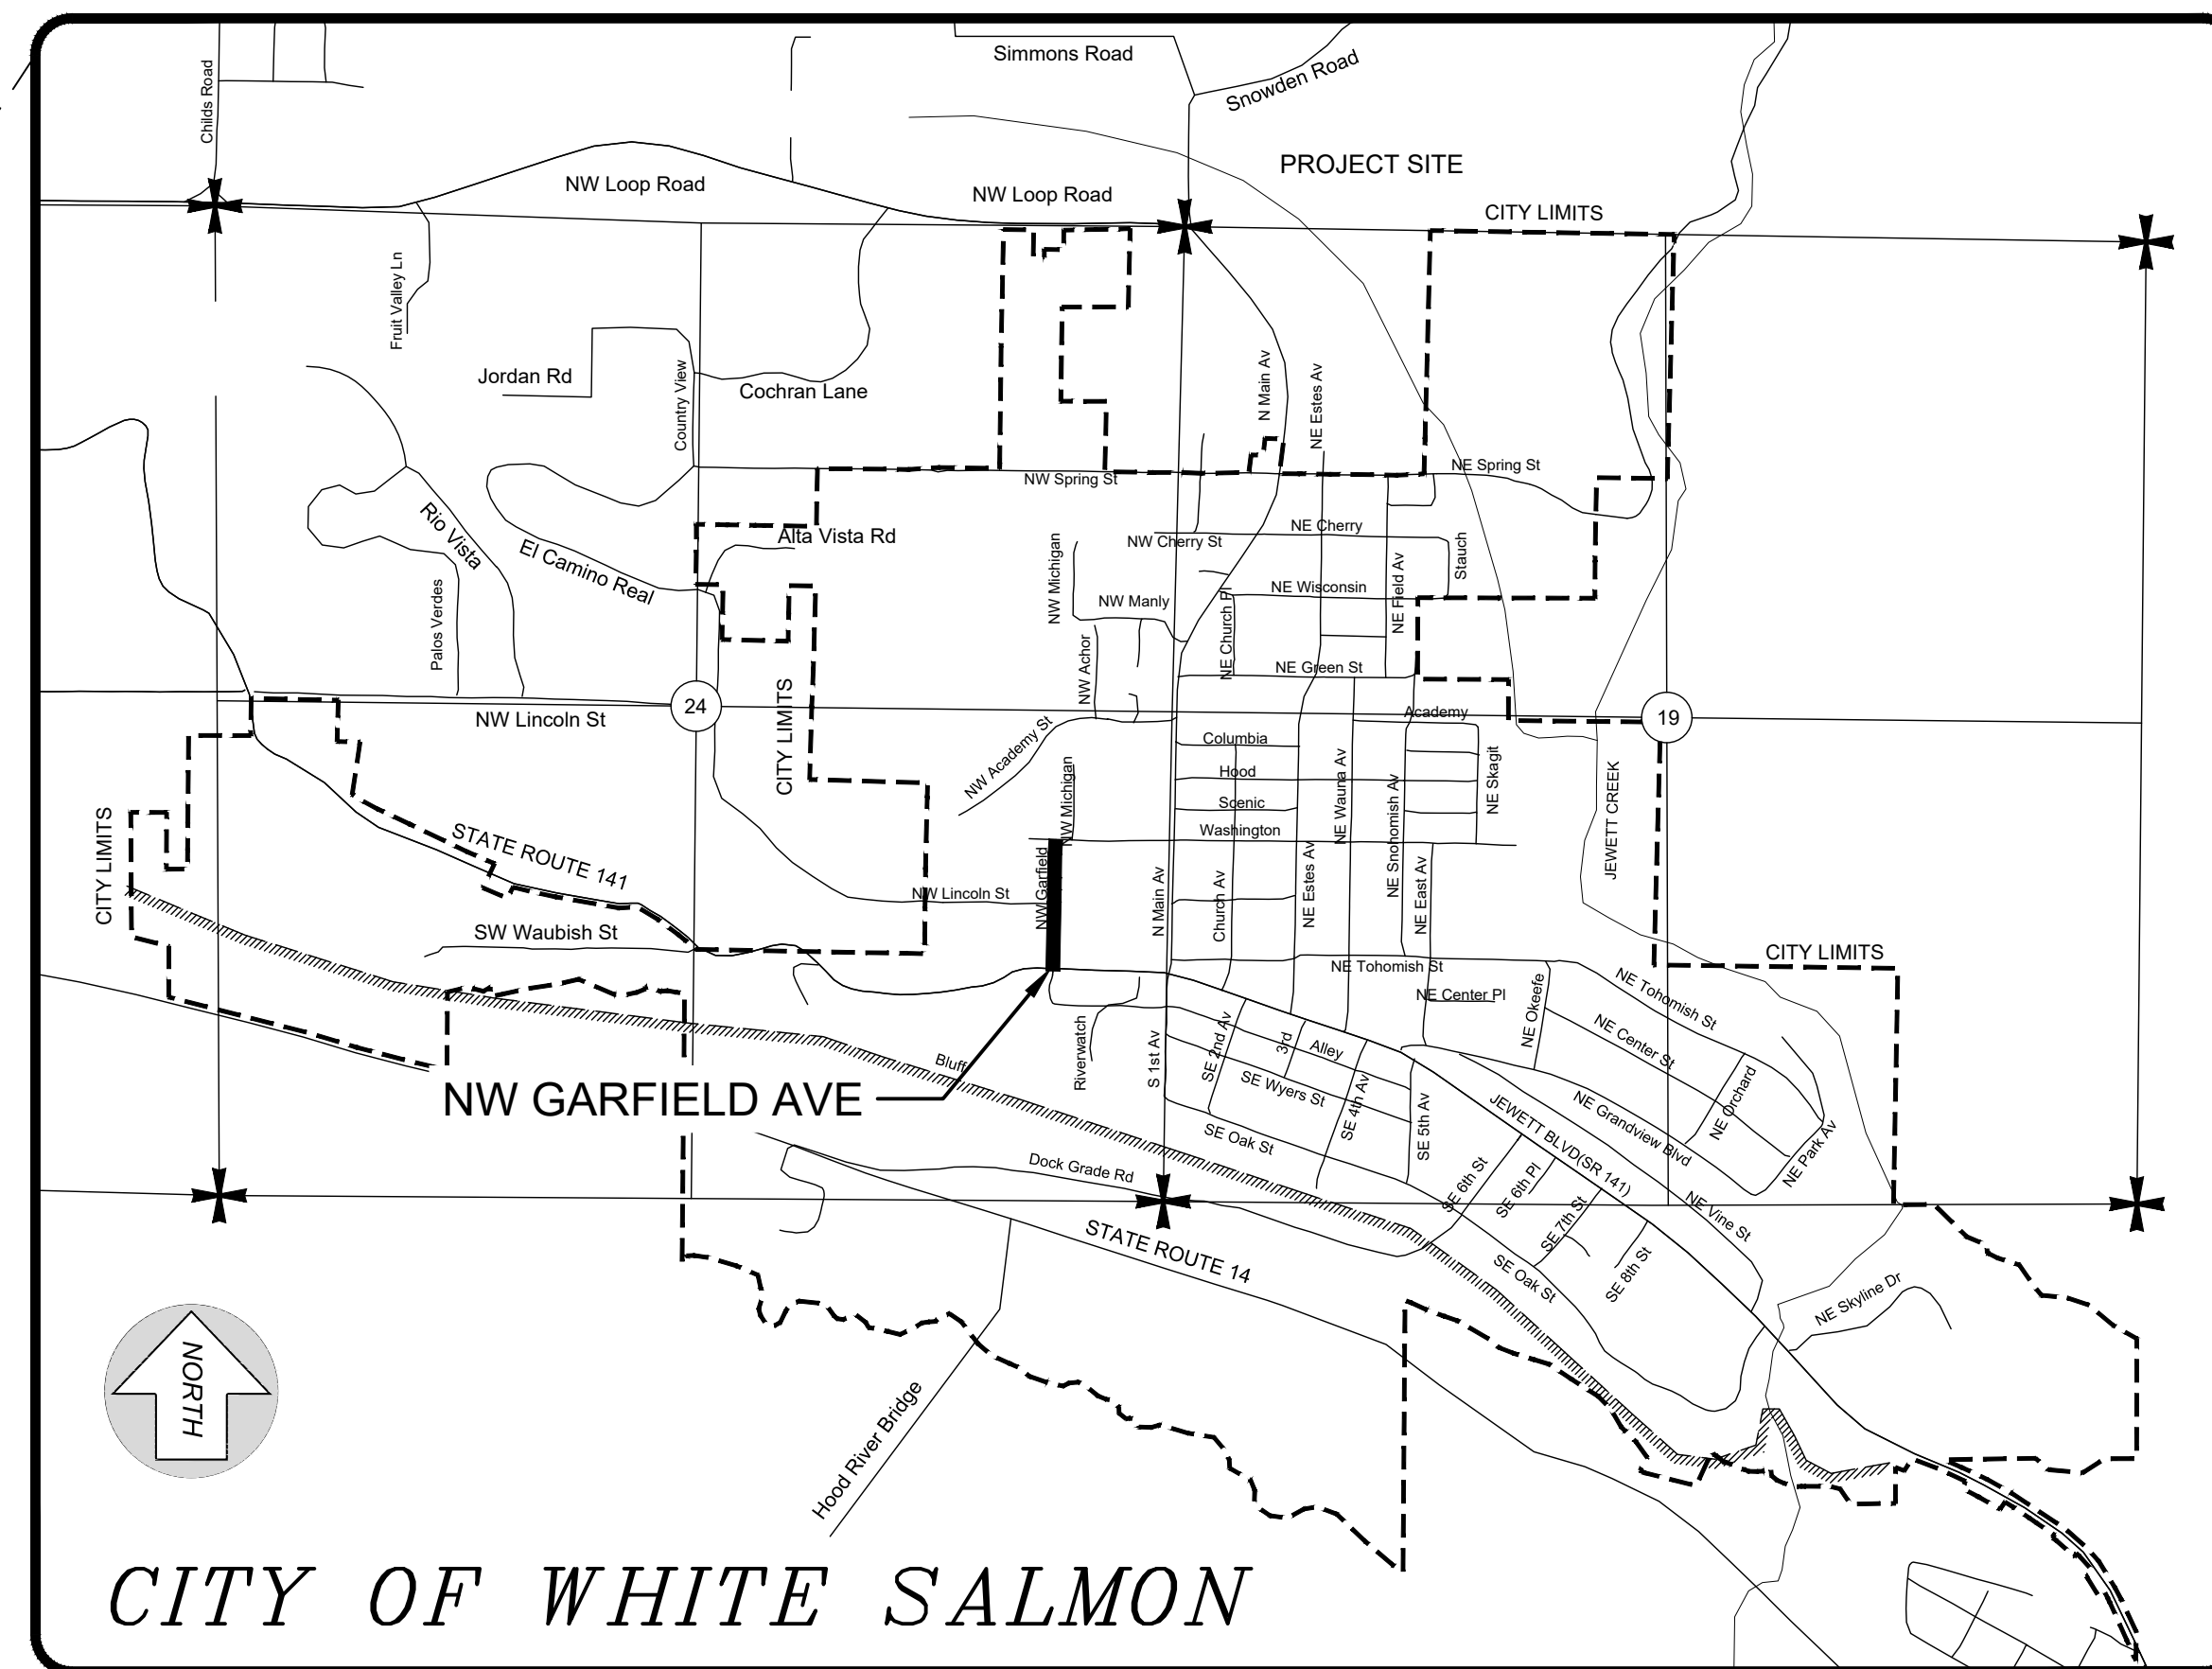 Simmons Road
Snowden Road
Childs Road
PROJECT SITE
NW Loop Road
NW Loop Road
CITY LIMITS
Fruit Valley Ln
Jordan Rd
Country View
Cochran Lane
N Main Av
NE Estes Av
NW Spring St
NE Spring St
Rio Vista
El Camino Real
Alta Vista Rd
NW Michigan
NW Cherry St
NE Cherry
Stauch
NE Field Av
NE Wisconsin
NW Manly
NE Church Pl
Palos Verdes
NW Achor
NE Green St
NW Lincoln St
24
CITY LIMITS
NW Academy St
Academy
19
Columbia
Hood
Scenic
Washington
NW Michigan
NE Wauna Av
NE Snohomish Av
NE Skagit
JEWETT CREEK
CITY LIMITS
STATE ROUTE 141
NW Lincoln St
NW Garfield
N Main Av
Church Av
NE Estes Av
NE East Av
SW Waubish St
NE Tohomish St
CITY LIMITS
NE Center Pl
NE Okeefe
NE Tohomish St
NE Center St
NE Orchard
NE Park Av
Bluff
Riverwatch
S 1st Av
SE 2nd Av
3rd
Alley
SE Wyers St
SE 4th Av
SE 5th Av
NW GARFIELD AVE
JEWETT BLVD(SR 141)
NE Grandview Blvd
SE Oak St
Dock Grade Rd
SE 6th St
SE 6th Pl
SE 7th St
SE 8th St
NE Vine St
STATE ROUTE 14
SE Oak St
NE Skyline Dr
NORTH
Hood River Bridge
CITY OF WHITE SALMON